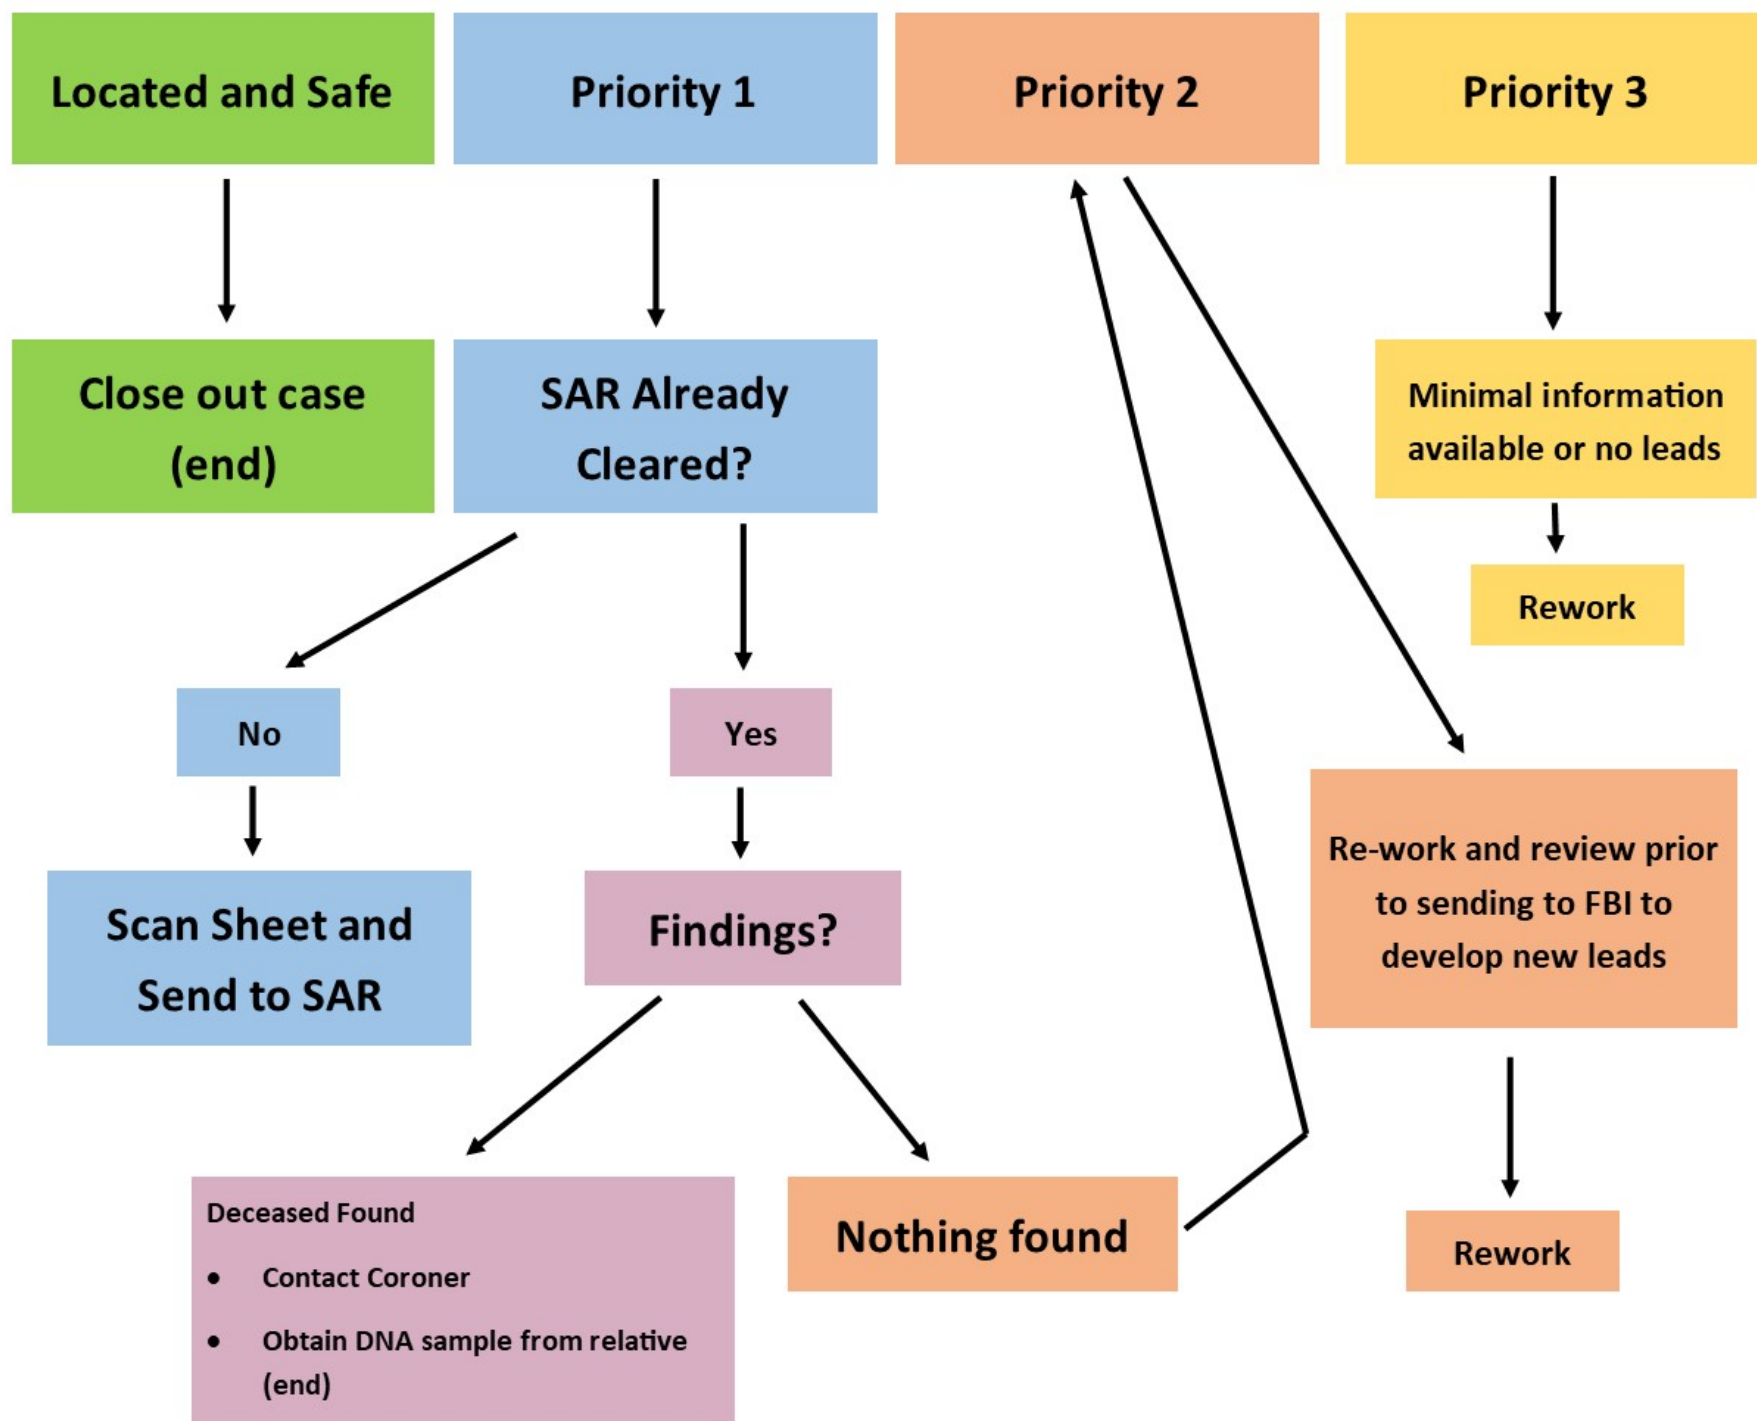 Located and Safe
Priority 1
Priority 2
Priority 3
Close out case
(end)
SAR Already
Cleared?
Minimal information
available or no leads
Rework
No
Yes
Scan Sheet and
Send to SAR
Findings?
Re-work and review prior
to sending to FBI to
develop new leads
Deceased Found
• Contact Coroner
• Obtain DNA sample from relative
(end)
Nothing found
Rework